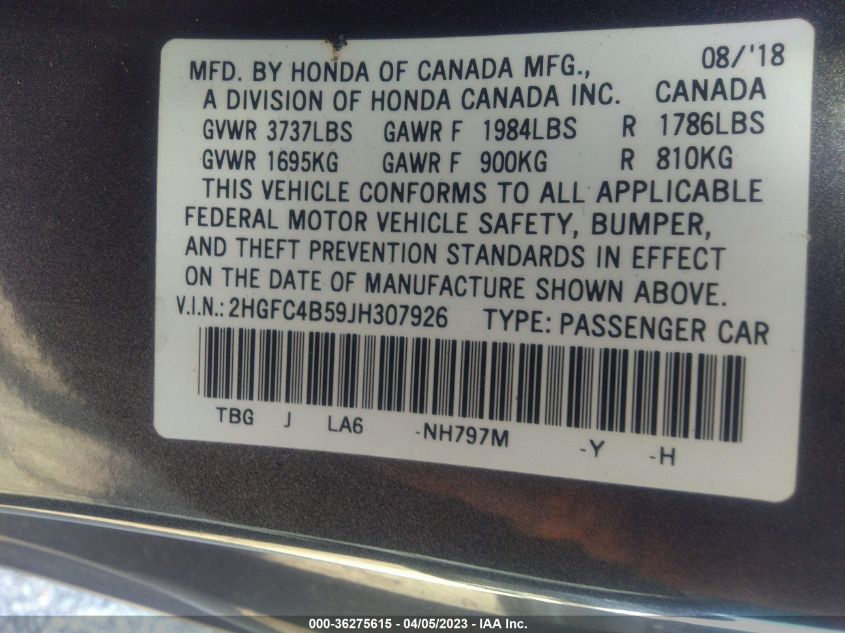 08/'18
MFD. BY HONDA OF CANADA MFG.,
A DIVISION OF HONDA CANADA INC. CANADA
GVWR 3737LBS GAWR F 1984LBS R 1786LBS
GVWR 1695KG GAWR F 900KG R 810KG
THIS VEHICLE CONFORMS TO ALL APPLICABLE
FEDERAL MOTOR VEHICLE SAFETY, BUMPER,
AND THEFT PREVENTION STANDARDS IN EFFECT
ON THE DATE OF MANUFACTURE SHOWN ABOVE.
V.I.N.: 2HGFC4B59JH307926 TYPE: PASSENGER CAR
TBG J LA6 -NH797M -Y -H
000-36275615 - 04/05/2023 - IAA Inc.